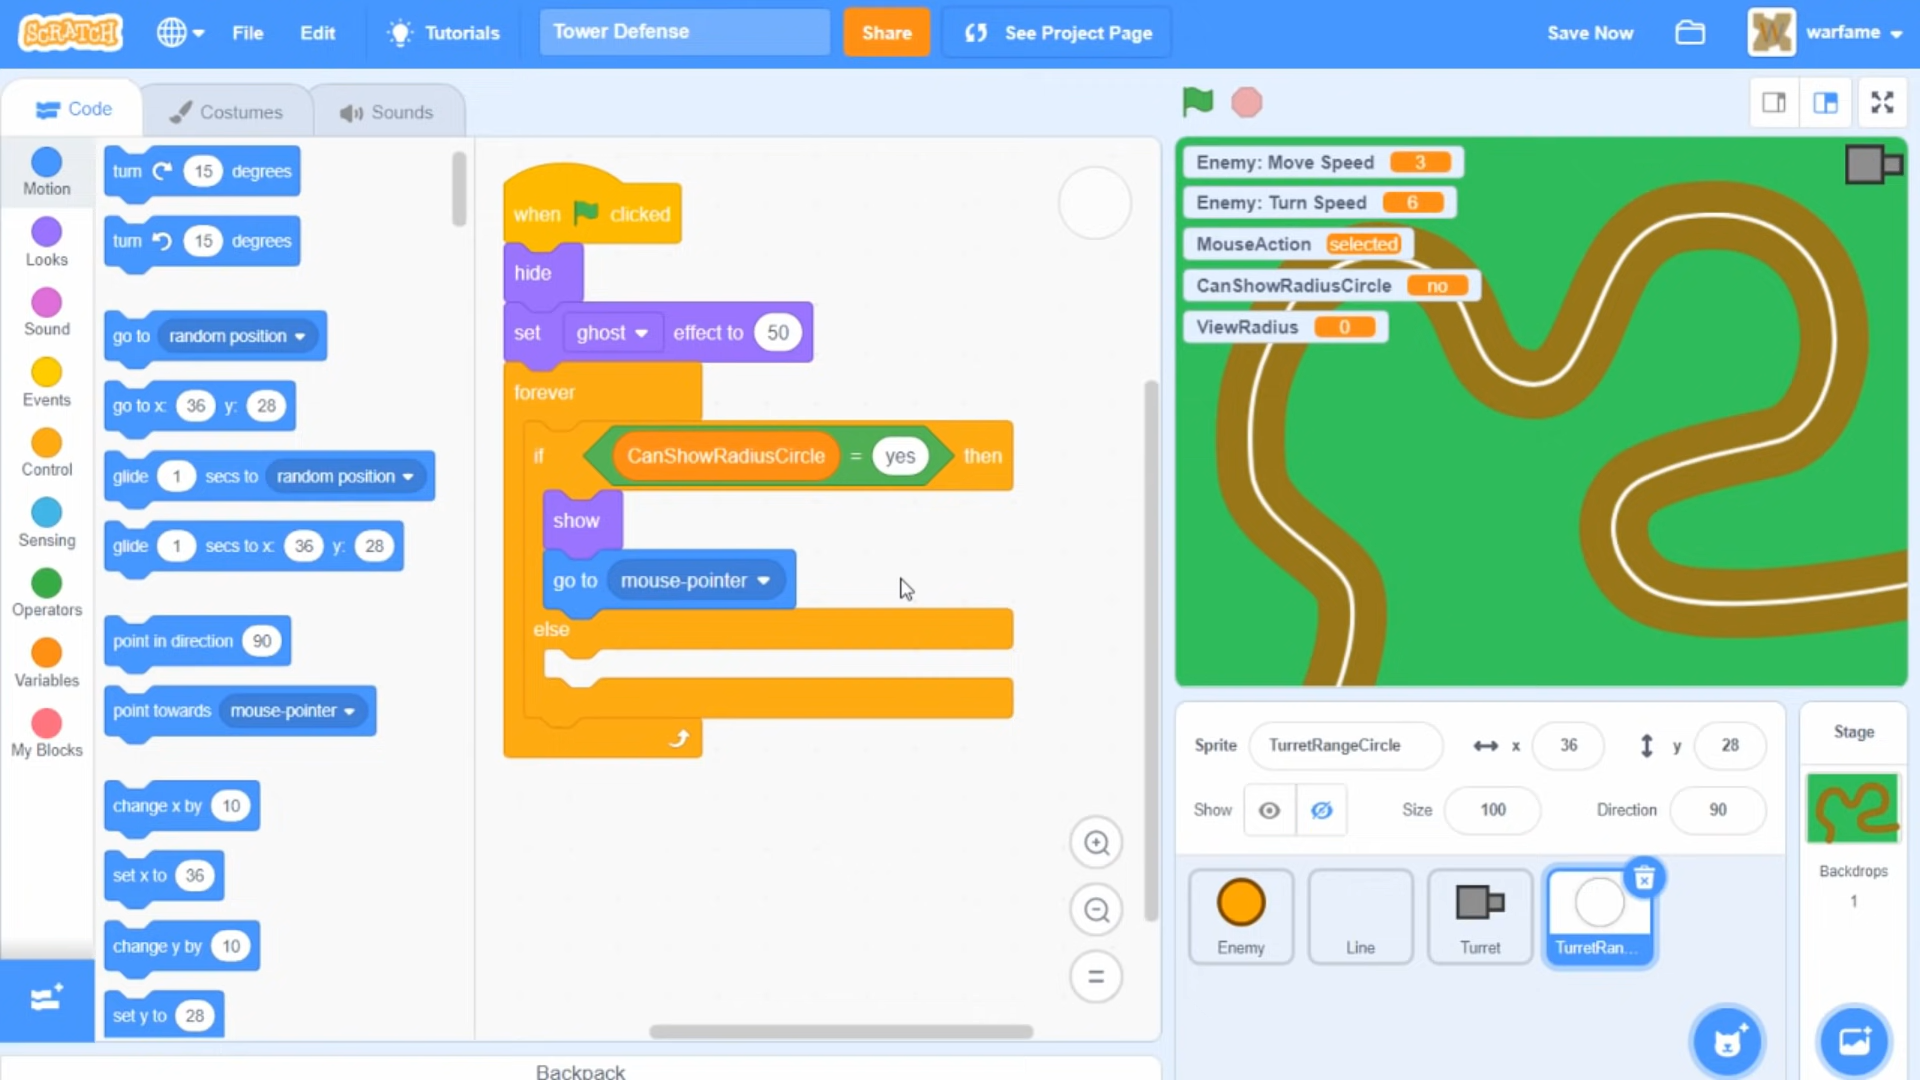 SCRATCH File Edit Tutorials Tower Defense Share See Project Page Save Now W warfame
Code Costumes Sounds
Motion
Looks
Sound
Events
Control
Sensing
Operators
Variables
My Blocks
turn 15 degrees
turn 15 degrees
go to random position
go to x: 36 y: 28
glide 1 secs to random position
glide 1 secs to x: 36 y: 28
point in direction 90
point towards mouse-pointer
change x by 10
set x to 36
change y by 10
set y to 28
when clicked
hide
set ghost effect to 50
forever
if CanShowRadiusCircle = yes then
show
go to mouse-pointer
else
Backpack
Enemy: Move Speed 3
Enemy: Turn Speed 6
MouseAction selected
CanShowRadiusCircle no
ViewRadius 0
Sprite TurretRangeCircle x 36 y 28
Show Size 100 Direction 90
Enemy Line Turret TurretRan...
Stage
Backdrops
1